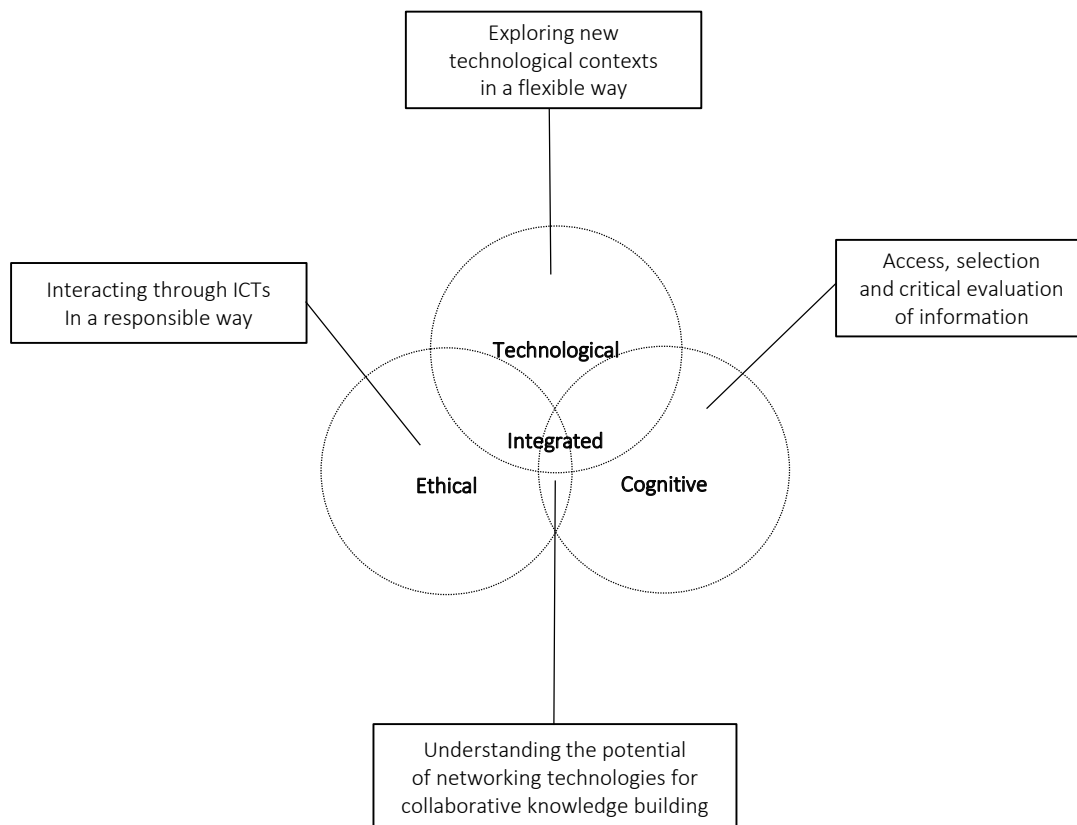 Exploring new
technological contexts
in a flexible way
Interacting through ICTs
In a responsible way
Access, selection
and critical evaluation
of information
Technological
Integrated
Ethical
Cognitive
Understanding the potential
of networking technologies for
collaborative knowledge building